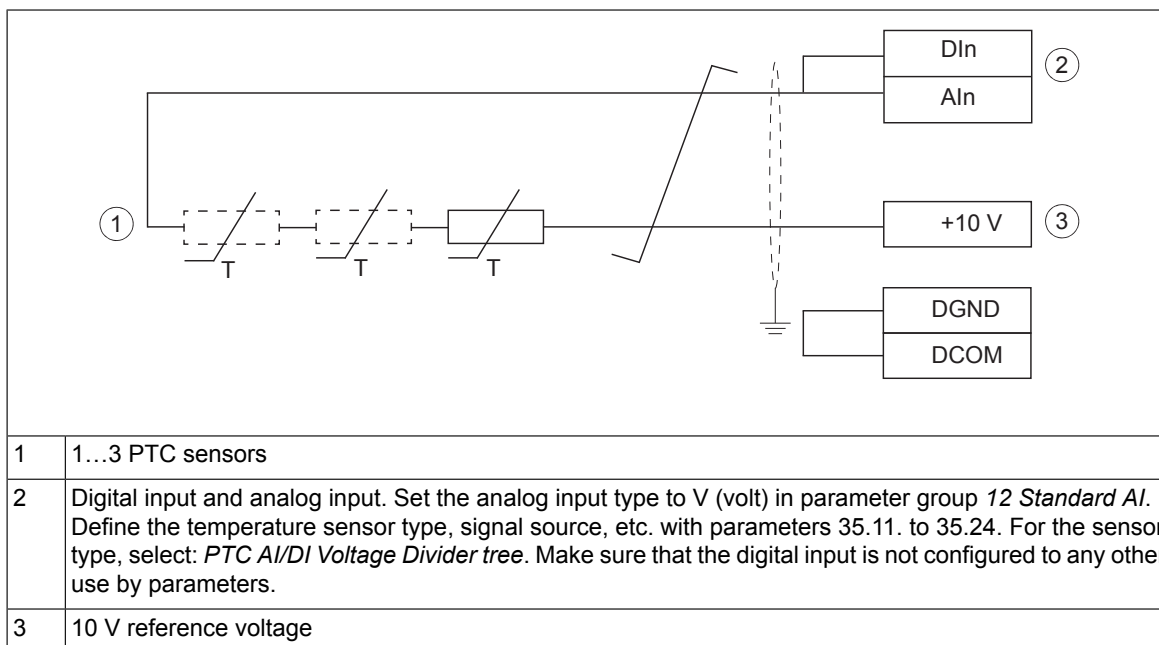 DIn
2
AIn
1
T
T
T
+10 V
3
DGND
DCOM
1 1…3 PTC sensors
2 Digital input and analog input. Set the analog input type to V (volt) in parameter group 12 Standard AI.
Define the temperature sensor type, signal source, etc. with parameters 35.11. to 35.24. For the sensor
type, select: PTC AI/DI Voltage Divider tree. Make sure that the digital input is not configured to any othe
use by parameters.
3 10 V reference voltage